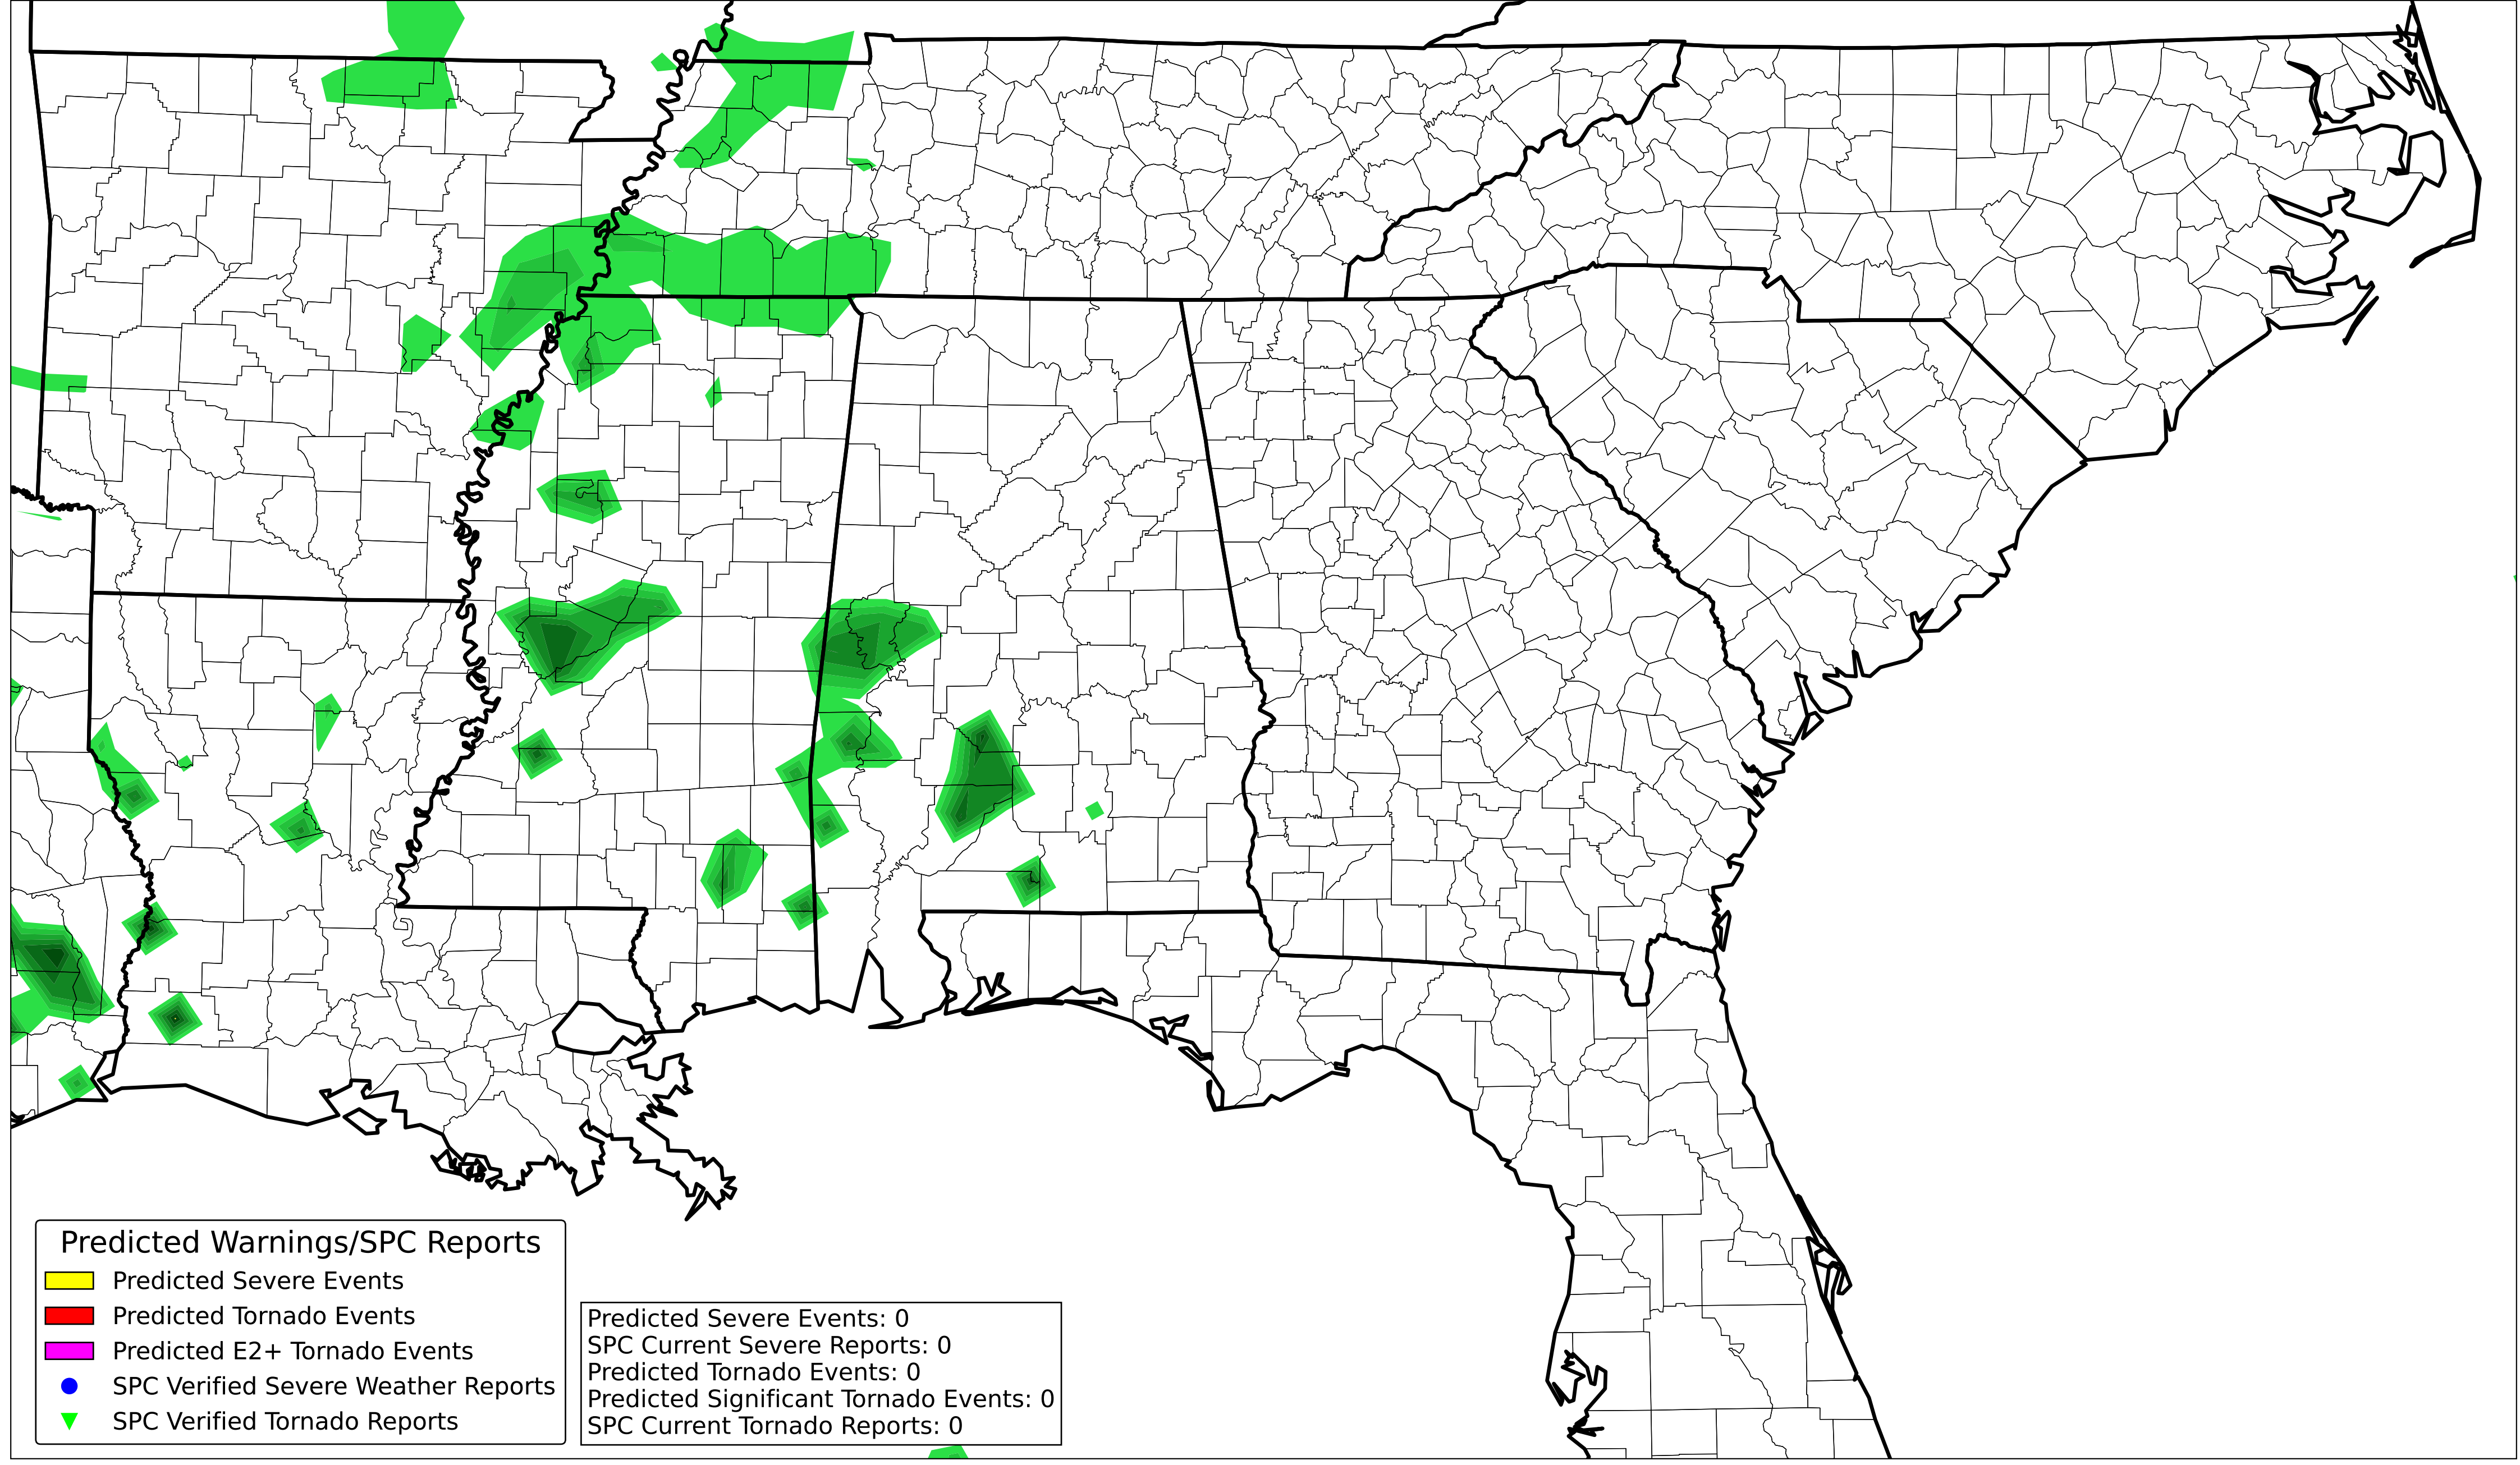 Predicted Warnings/SPC Reports
Predicted Severe Events
Predicted Tornado Events
Predicted E2+ Tornado Events
SPC Verified Severe Weather Reports
SPC Verified Tornado Reports
Predicted Severe Events: 0
SPC Current Severe Reports: 0
Predicted Tornado Events: 0
Predicted Significant Tornado Events: 0
SPC Current Tornado Reports: 0